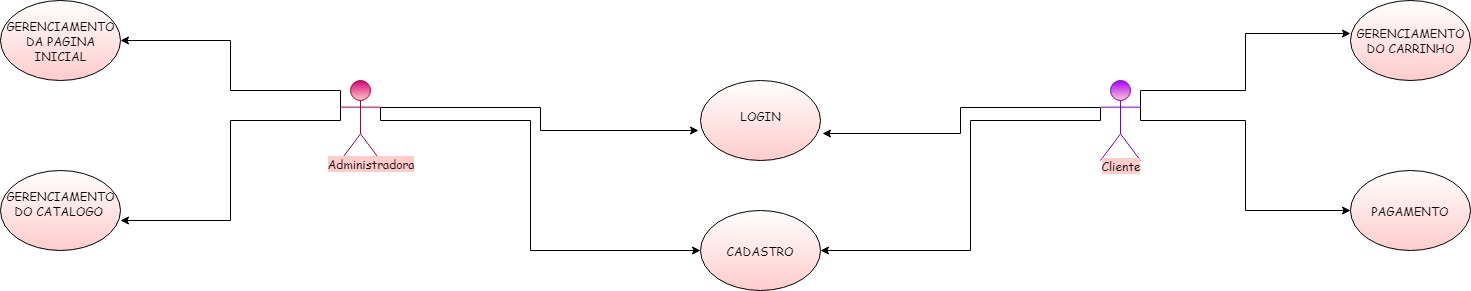 GERENCIAMENTO
DA PAGINA
INICIAL
GERENCIAMENTO
DO CARRINHO
LOGIN
Administradora
Cliente
GERENCIAMENTO
DO CATALOGO
PAGAMENTO
CADASTRO